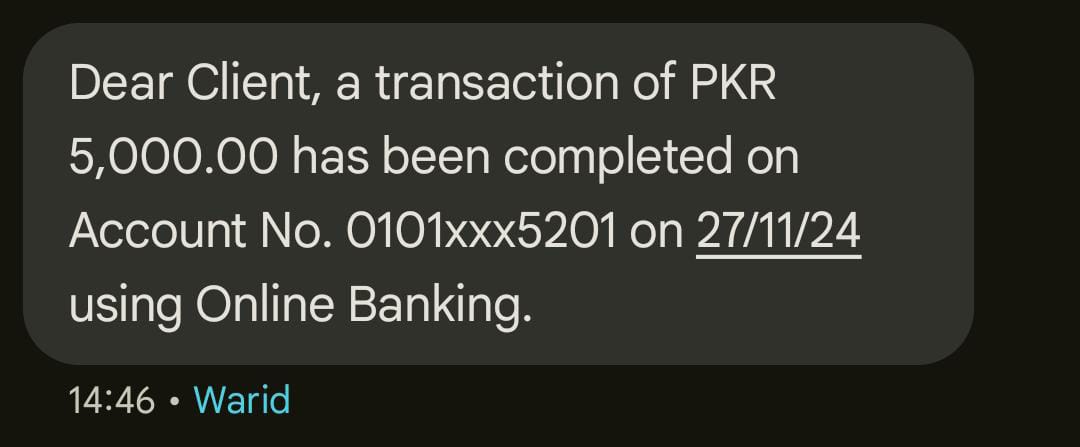 Dear Client, a transaction of PKR
5,000.00 has been completed on
Account No. 0101xxx5201 on 27/11/24
using Online Banking.
14:46 • Warid